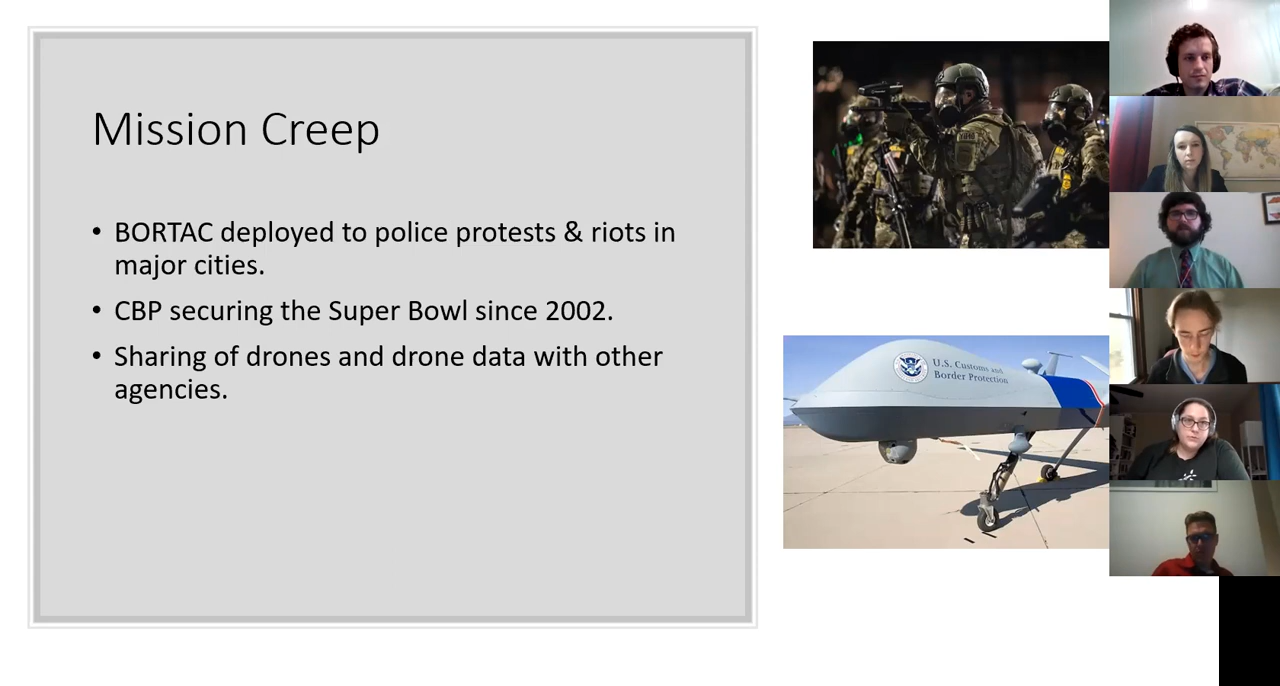 Mission Creep
• BORTAC deployed to police protests & riots in
major cities.
• CBP securing the Super Bowl since 2002.
• Sharing of drones and drone data with other
agencies.
U.S. Customs and
Border Protection